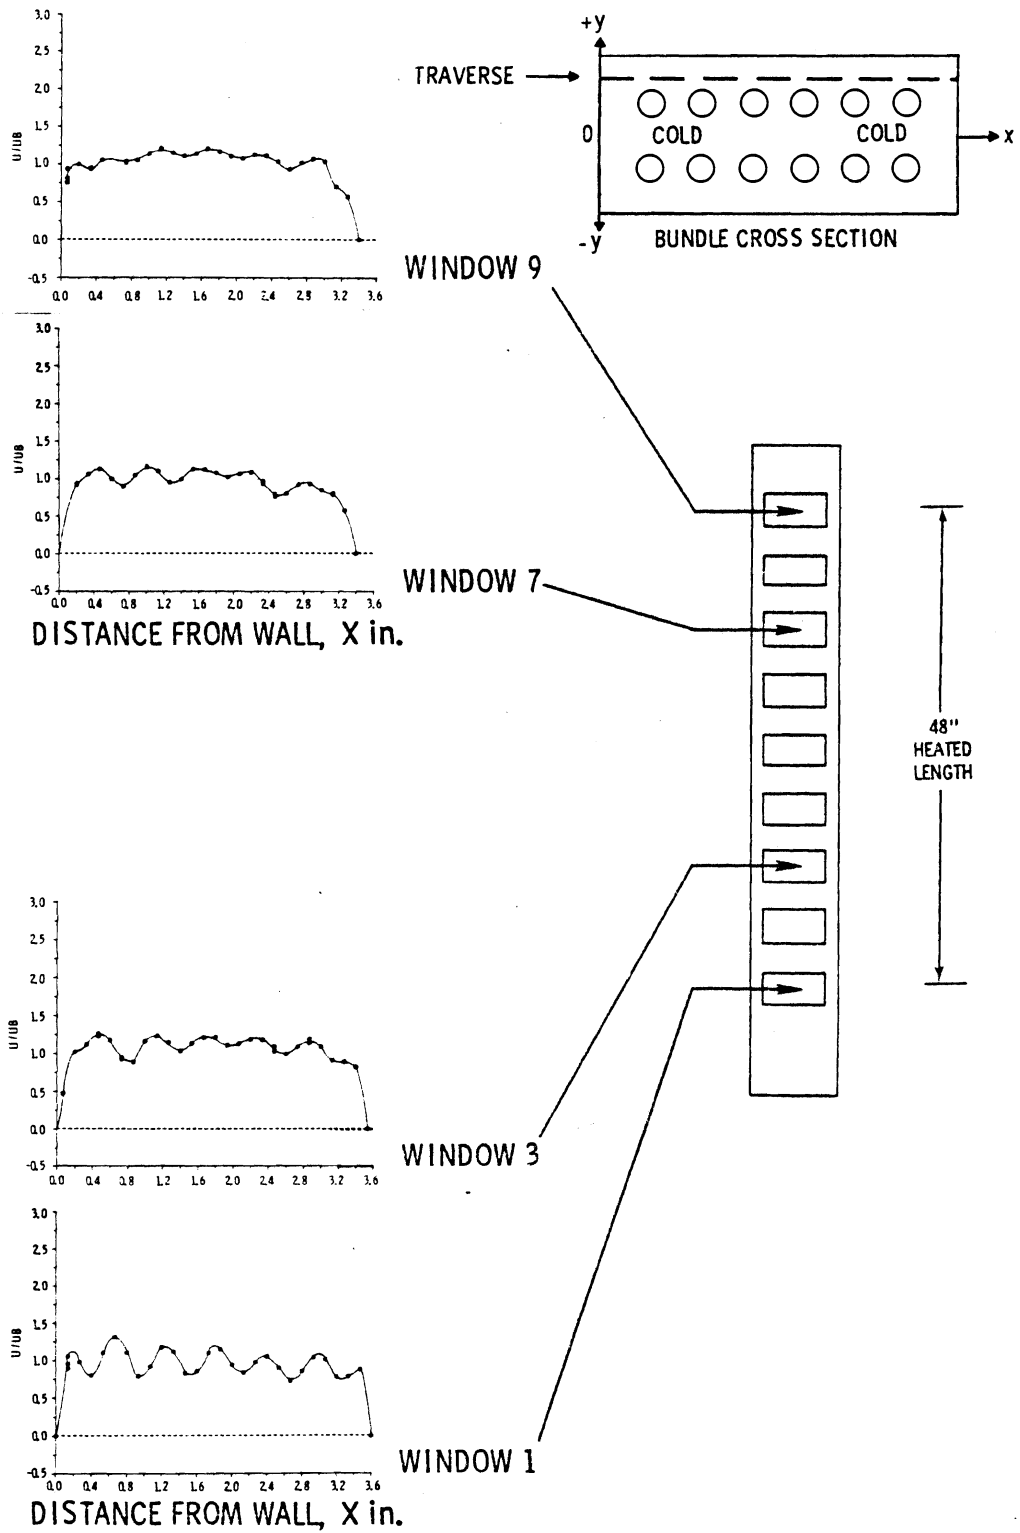 3.0
2.5
2.0
1.5
1.0
0.5
0.0
-0.5
U/UB
0.0 0.4 0.8 1.2 1.6 2.0 2.4 2.8 3.2 3.6
+y
TRAVERSE
0 COLD COLD x
-y
BUNDLE CROSS SECTION
WINDOW 9
3.0
2.5
2.0
1.5
1.0
0.5
0.0
-0.5
U/UB
0.0 0.4 0.8 1.2 1.6 2.0 2.4 2.8 3.2 3.6
DISTANCE FROM WALL, X in.
WINDOW 7
48"
HEATED
LENGTH
3.0
2.5
2.0
1.5
1.0
0.5
0.0
-0.5
U/UB
0.0 0.4 0.8 1.2 1.6 2.0 2.4 2.8 3.2 3.6
WINDOW 3
3.0
2.5
2.0
1.5
1.0
0.5
0.0
-0.5
U/UB
0.0 0.4 0.8 1.2 1.6 2.0 2.4 2.8 3.2 3.6
DISTANCE FROM WALL, X in.
WINDOW 1